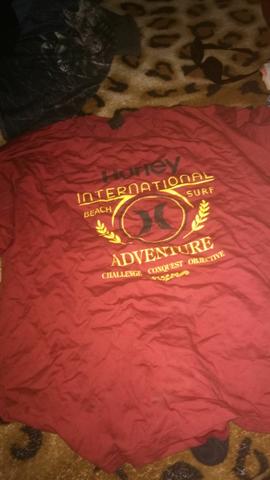 Hurley
INTERNATIONAL
BEACH SURF
ADVENTURE
CHALLENGE CONQUEST OBJECTIVE